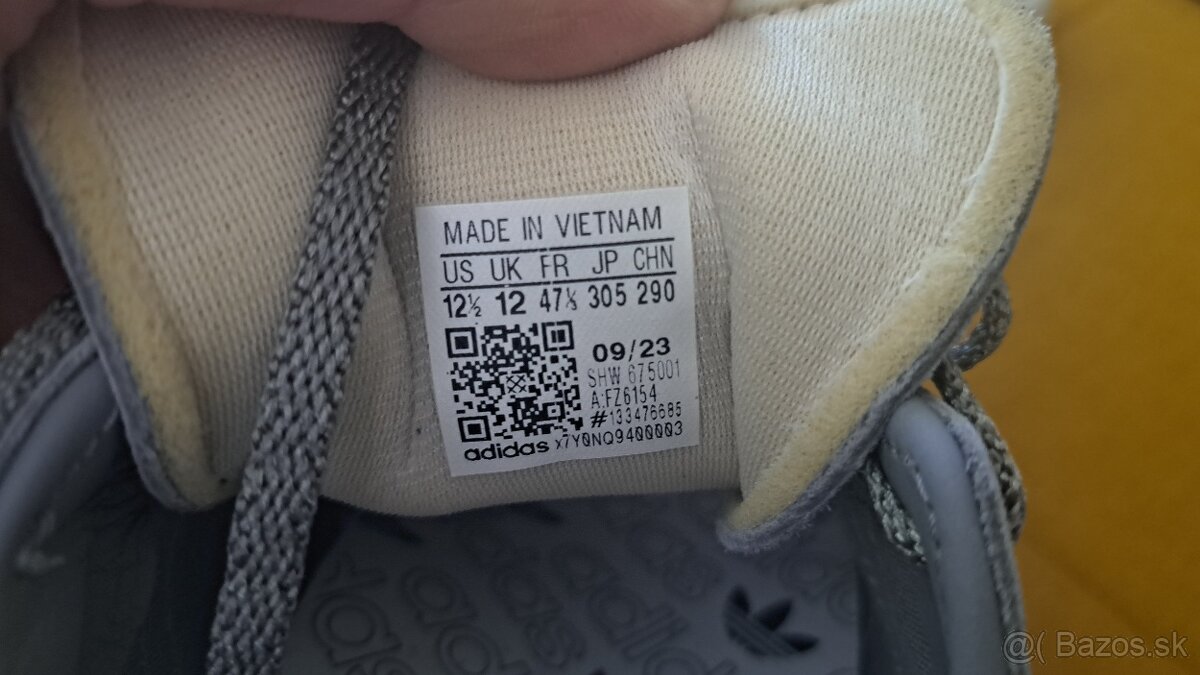 MADE IN VIETNAM
US UK FR JP CHN
12½ 12 47⅓ 305 290
09/23
SHW 675001
A:FZ6154
#133476685
adidas x7Y0NQ9400003
adidas
@( Bazos.sk